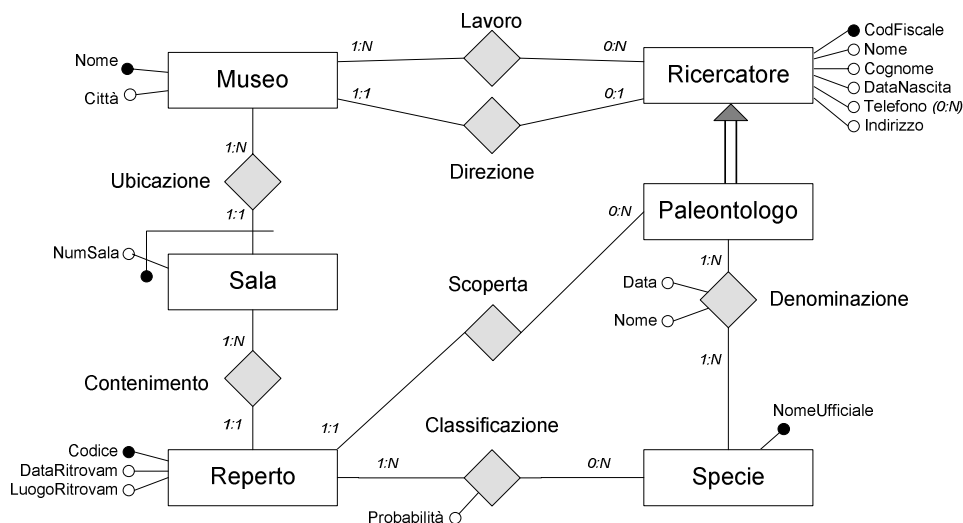 Lavoro
CodFiscale
Nome
Cognome
DataNascita
Telefono (0:N)
Indirizzo
Nome
Città
Museo
1:N
0:N
Ricercatore
1:1
0:1
Direzione
1:N
Ubicazione
1:1
NumSala
Sala
Paleontologo
0:N
1:N
Scoperta
Data
Nome
Denominazione
1:N
1:N
Contenimento
1:1
1:1
Classificazione
NomeUfficiale
Codice
DataRitrovam
LuogoRitrovam
Reperto
1:N
0:N
Specie
Probabilità